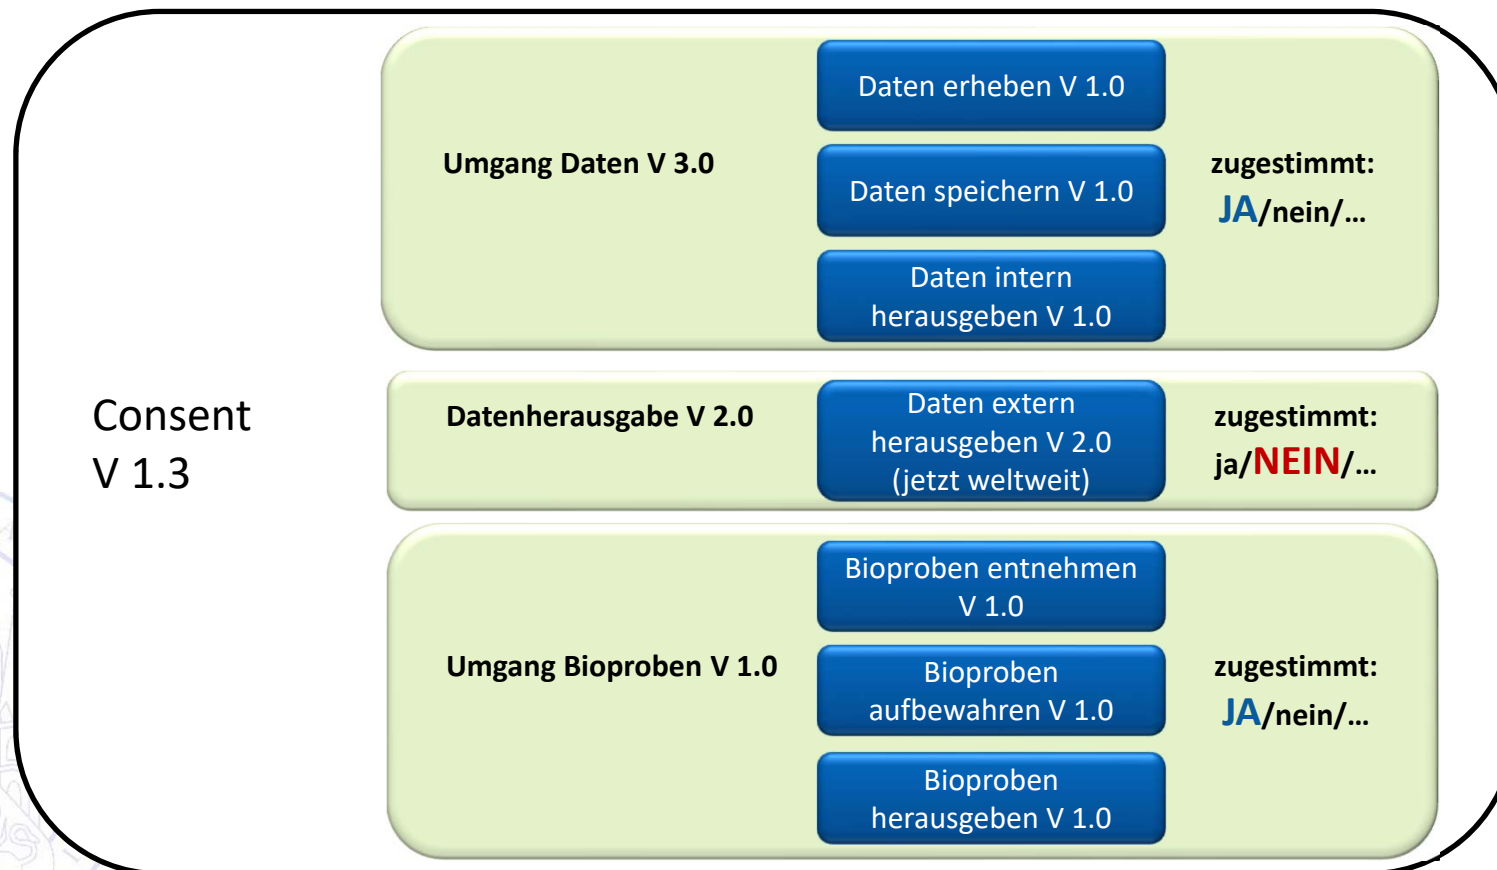 Consent
V 1.3
Umgang Daten V 3.0
Daten erheben V 1.0
Daten speichern V 1.0
Daten intern
herausgeben V 1.0
zugestimmt:
JA/nein/...
Datenherausgabe V 2.0
Daten extern
herausgeben V 2.0
(jetzt weltweit)
zugestimmt:
ja/NEIN/...
Umgang Bioproben V 1.0
Bioproben entnehmen
V 1.0
Bioproben
aufbewahren V 1.0
Bioproben
herausgeben V 1.0
zugestimmt:
JA/nein/...